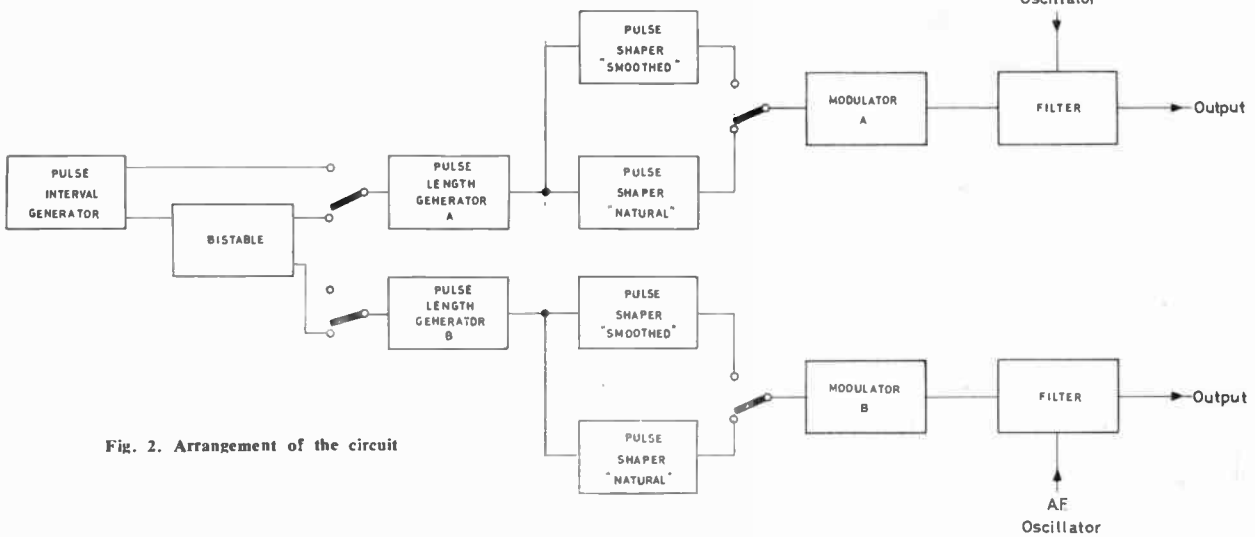 Oscillator
PULSE
SHAPER
"SMOOTHED"
MODULATOR
A
FILTER
Output
PULSE
INTERVAL
GENERATOR
PULSE
LENGTH
GENERATOR
A
PULSE
SHAPER
"NATURAL"
BISTABLE
PULSE
LENGTH
GENERATOR
B
PULSE
SHAPER
"SMOOTHED"
MODULATOR
B
FILTER
Output
PULSE
SHAPER
"NATURAL"
A.F.
Oscillator
Fig. 2. Arrangement of the circuit